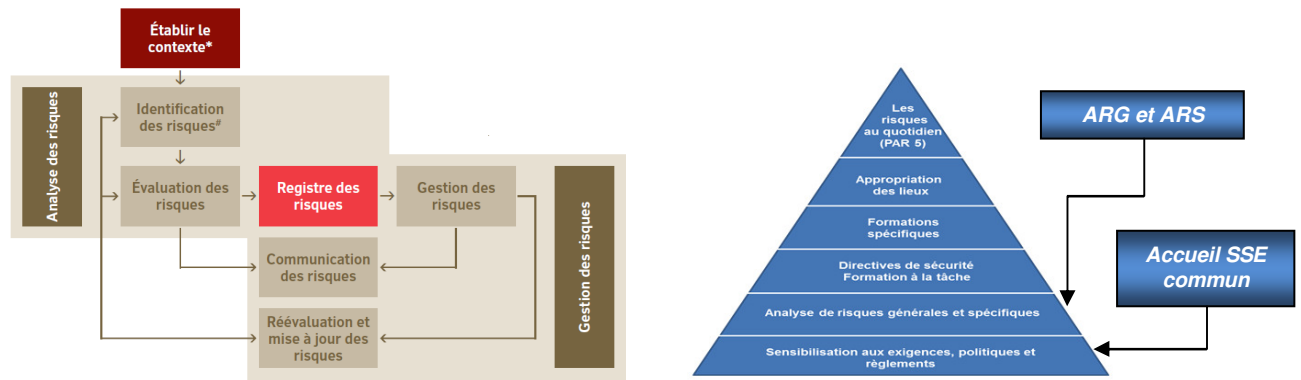 Établir le
contexte*
Analyse des risques
Identification
des risques#
Évaluation des
risques
Registre des
risques
Gestion des
risques
Communication
des risques
Réévaluation et
mise à jour des
risques
Gestion des risques
Les
risques
au quotidien
(PAR 5)
Appropriation
des lieux
Formations
spécifiques
Directives de sécurité
Formation à la tâche
Analyse de risques générales et spécifiques
Sensibilisation aux exigences, politiques et
règlements
ARG et ARS
Accueil SSE
commun